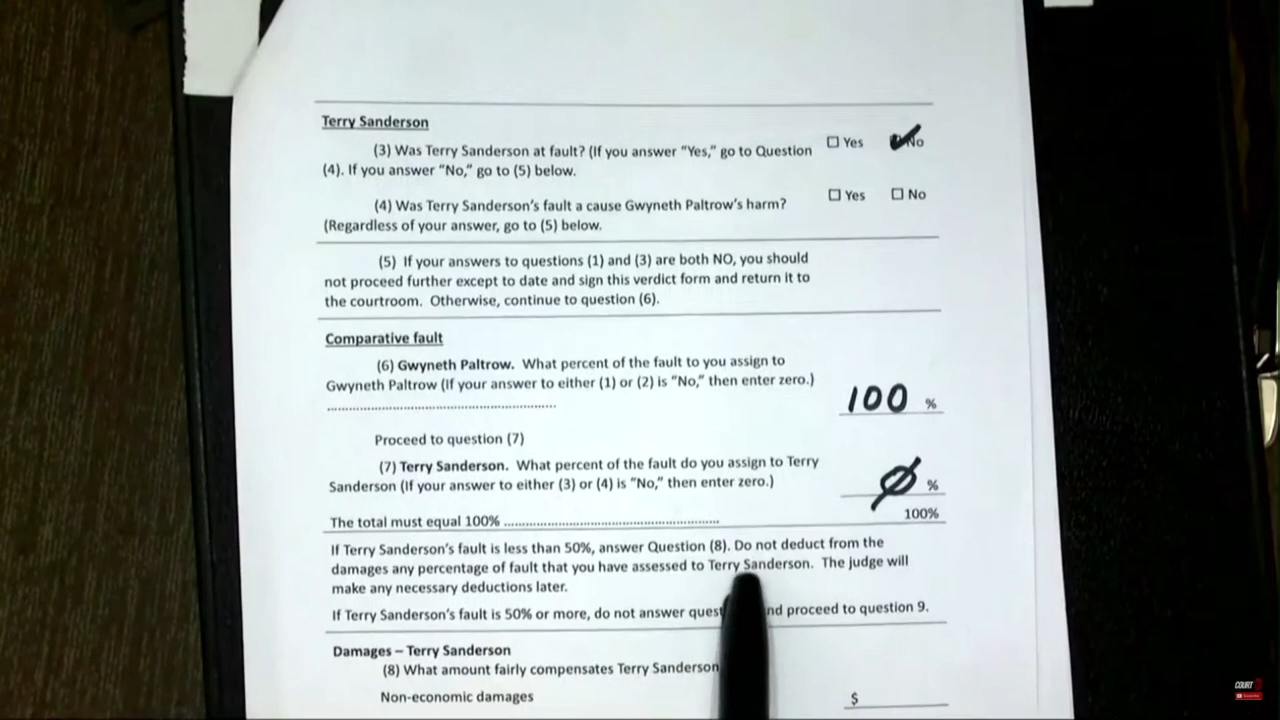 Terry Sanderson
(3) Was Terry Sanderson at fault? (If you answer "Yes," go to Question ☐ Yes ☑ No
(4). If you answer "No," go to (5) below.
(4) Was Terry Sanderson's fault a cause Gwyneth Paltrow's harm? ☐ Yes ☐ No
(Regardless of your answer, go to (5) below.
(5) If your answers to questions (1) and (3) are both NO, you should
not proceed further except to date and sign this verdict form and return it to
the courtroom. Otherwise, continue to question (6).
Comparative fault
(6) Gwyneth Paltrow. What percent of the fault to you assign to
Gwyneth Paltrow (If your answer to either (1) or (2) is "No," then enter zero.)
100 %
Proceed to question (7)
(7) Terry Sanderson. What percent of the fault do you assign to Terry
Sanderson (If your answer to either (3) or (4) is "No," then enter zero.) Ø %
The total must equal 100% 100%
If Terry Sanderson's fault is less than 50%, answer Question (8). Do not deduct from the
damages any percentage of fault that you have assessed to Terry Sanderson. The judge will
make any necessary deductions later.
If Terry Sanderson's fault is 50% or more, do not answer and proceed to question 9.
Damages – Terry Sanderson
(8) What amount fairly compensates Terry Sanderson
Non-economic damages $
COURT